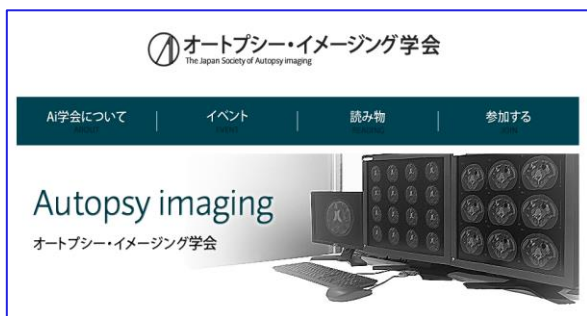 オートプシー・イメージング学会
The Japan Society of Autopsy imaging
Ai学会について
ABOUT
イベント
読み物
READING
参加する
JOIN
Autopsy imaging
オートプシー・イメージング学会